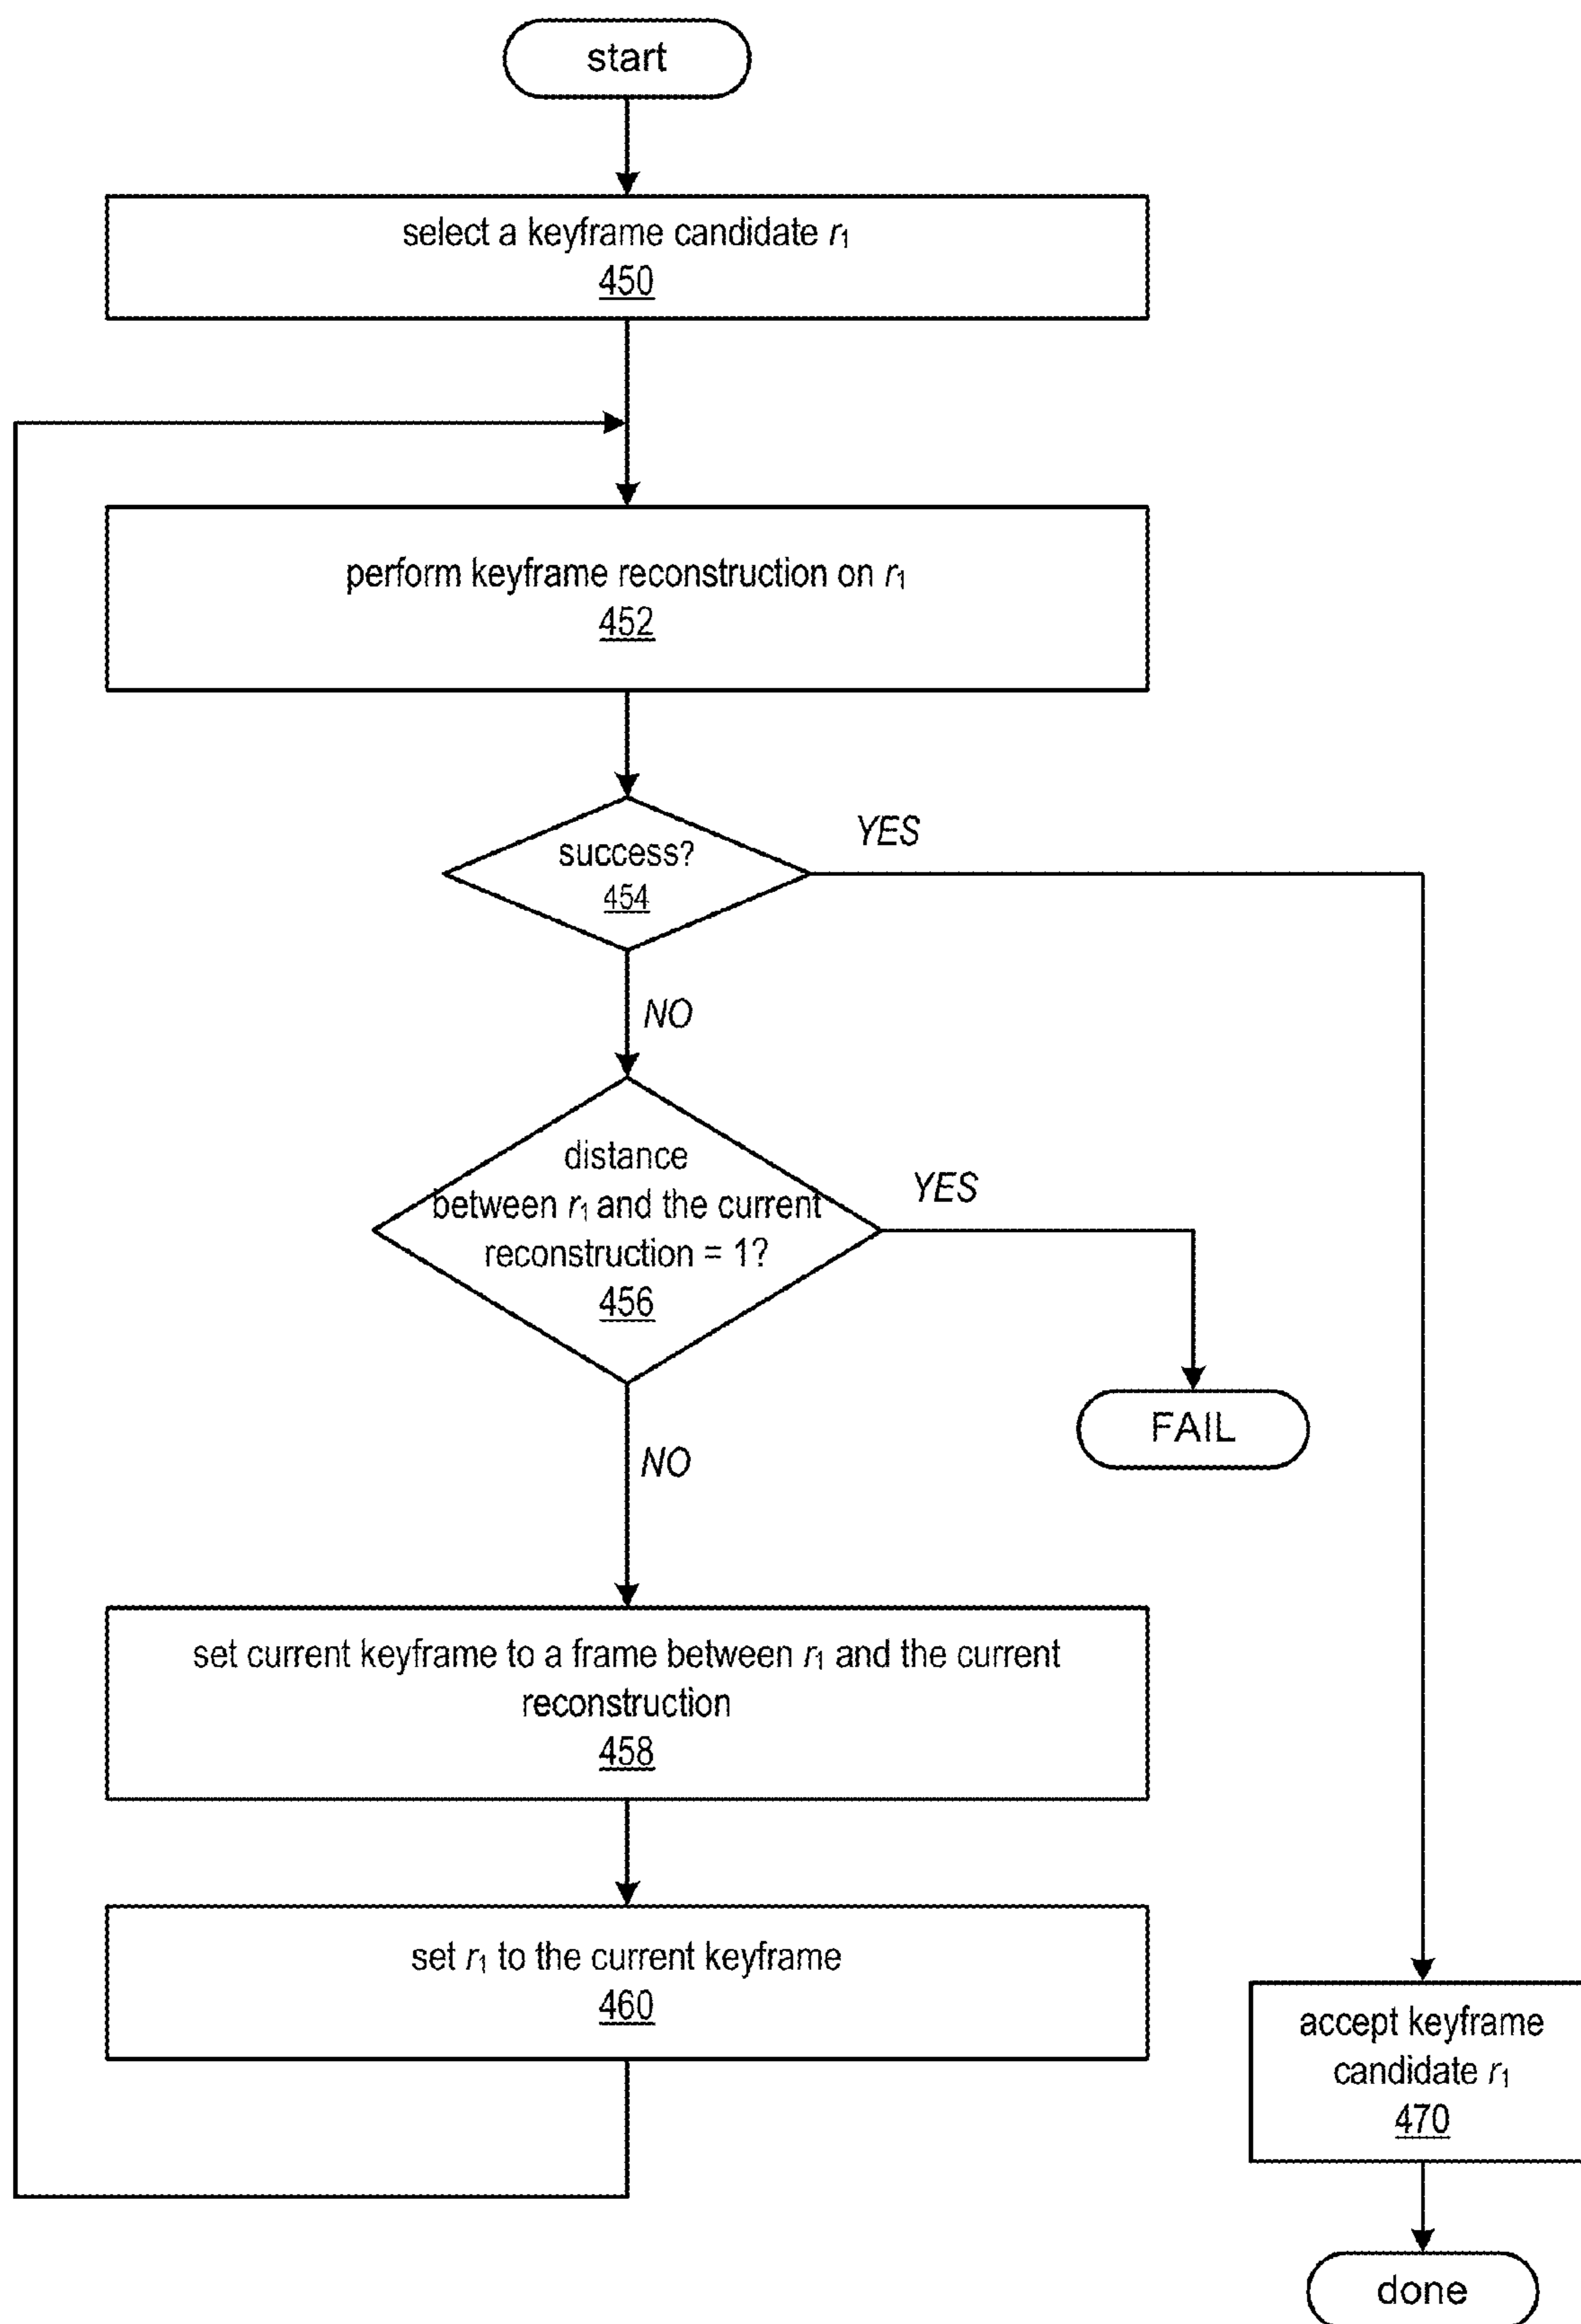 start
select a keyframe candidate r₁
450
perform keyframe reconstruction on r₁
452
success?
454
YES
NO
distance
between r₁ and the current
reconstruction = 1?
456
YES
FAIL
NO
set current keyframe to a frame between r₁ and the current
reconstruction
458
set r₁ to the current keyframe
460
accept keyframe
candidate r₁
470
done